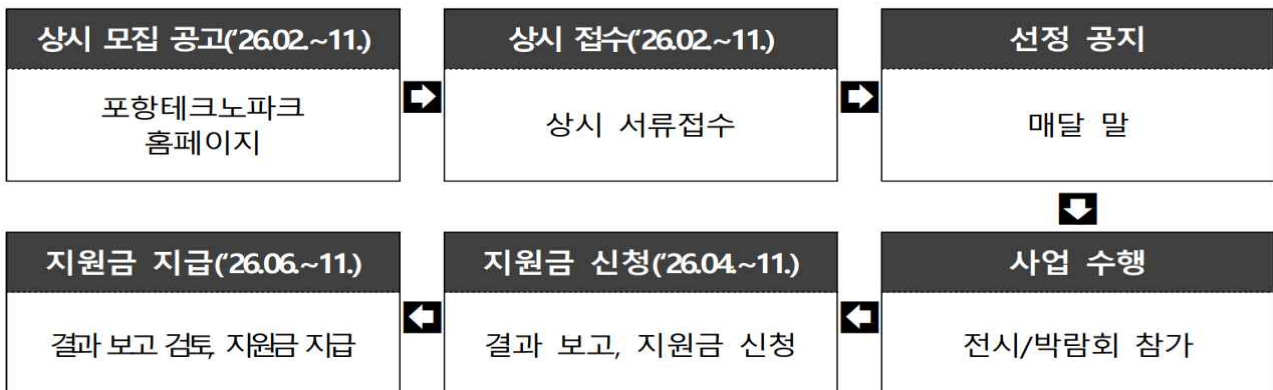 상시 모집 공고('26.02.~11.)
포항테크노파크
홈페이지
상시 접수('26.02.~11.)
상시 서류접수
선정 공지
매달 말
사업 수행
전시/박람회 참가
지원금 신청('26.04.~11.)
결과 보고, 지원금 신청
지원금 지급('26.06.~11.)
결과 보고 검토, 지원금 지급